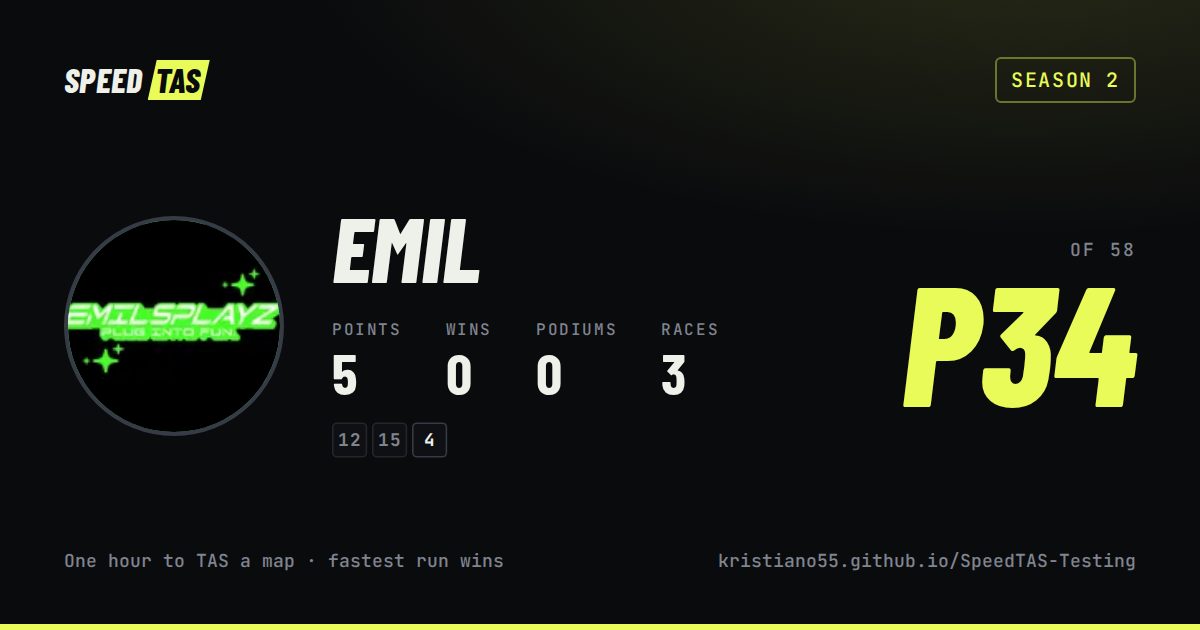 SPEED TAS
SEASON 2
EMILSPLAYZ
PLUG INTO FUN
EMIL
POINTS WINS PODIUMS RACES
5 0 0 3
12 15 4
OF 58
P34
One hour to TAS a map · fastest run wins
kristiano55.github.io/SpeedTAS-Testing